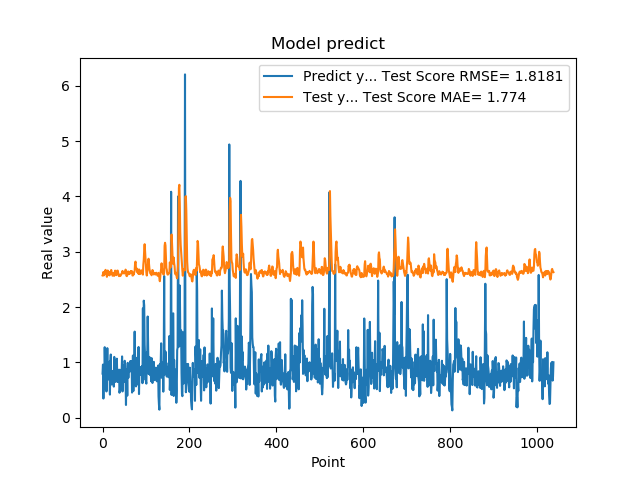 Model predict
Predict y... Test Score RMSE= 1.8181
Test y... Test Score MAE= 1.774
Real value
6
5
4
3
2
1
0
0 200 400 600 800 1000
Point